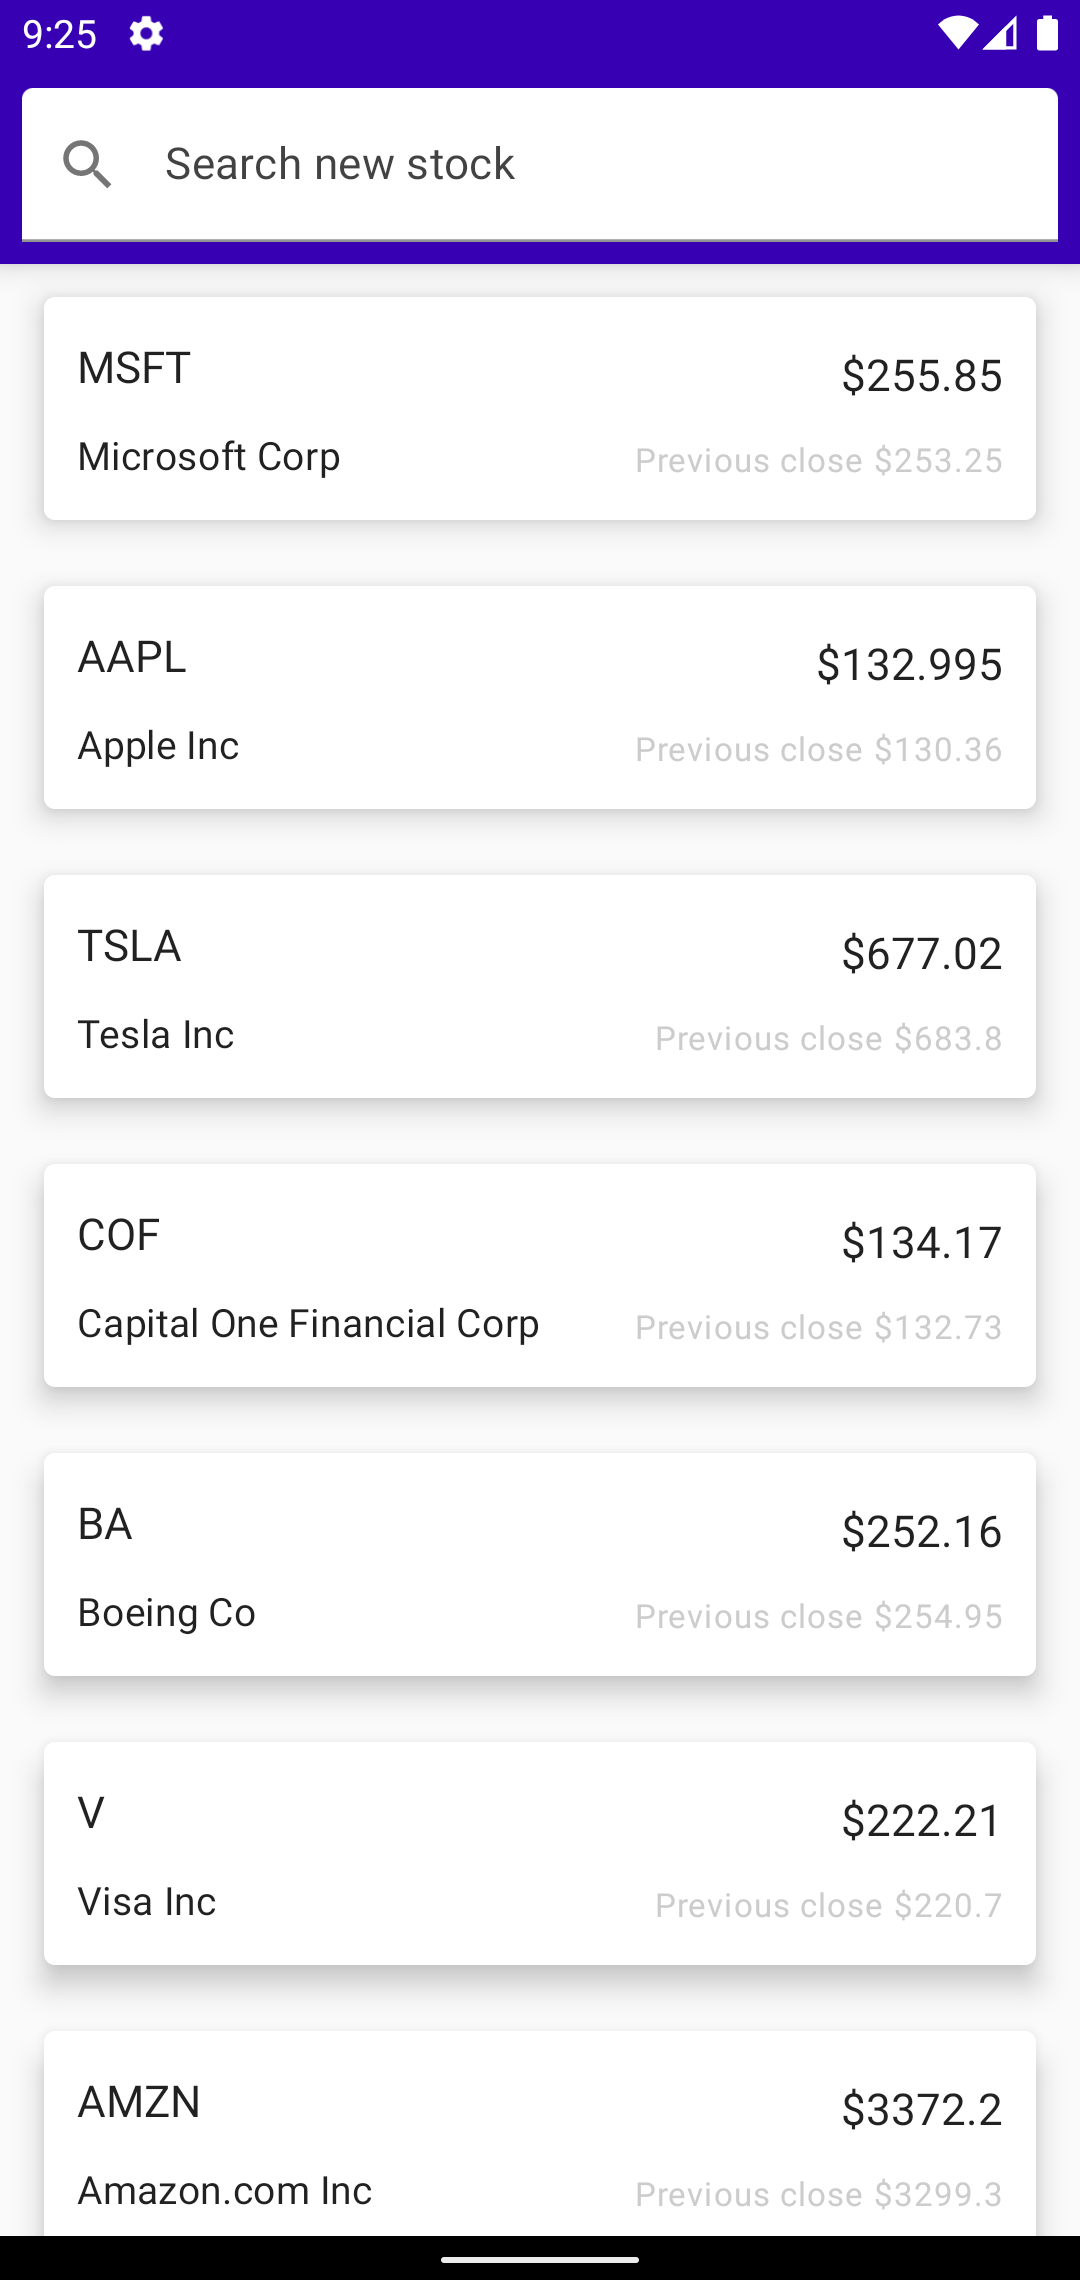 9:25
Search new stock
MSFT
$255.85
Microsoft Corp
Previous close $253.25
AAPL
$132.995
Apple Inc
Previous close $130.36
TSLA
$677.02
Tesla Inc
Previous close $683.8
COF
$134.17
Capital One Financial Corp
Previous close $132.73
BA
$252.16
Boeing Co
Previous close $254.95
V
$222.21
Visa Inc
Previous close $220.7
AMZN
$3372.2
Amazon.com Inc
Previous close $3299.3